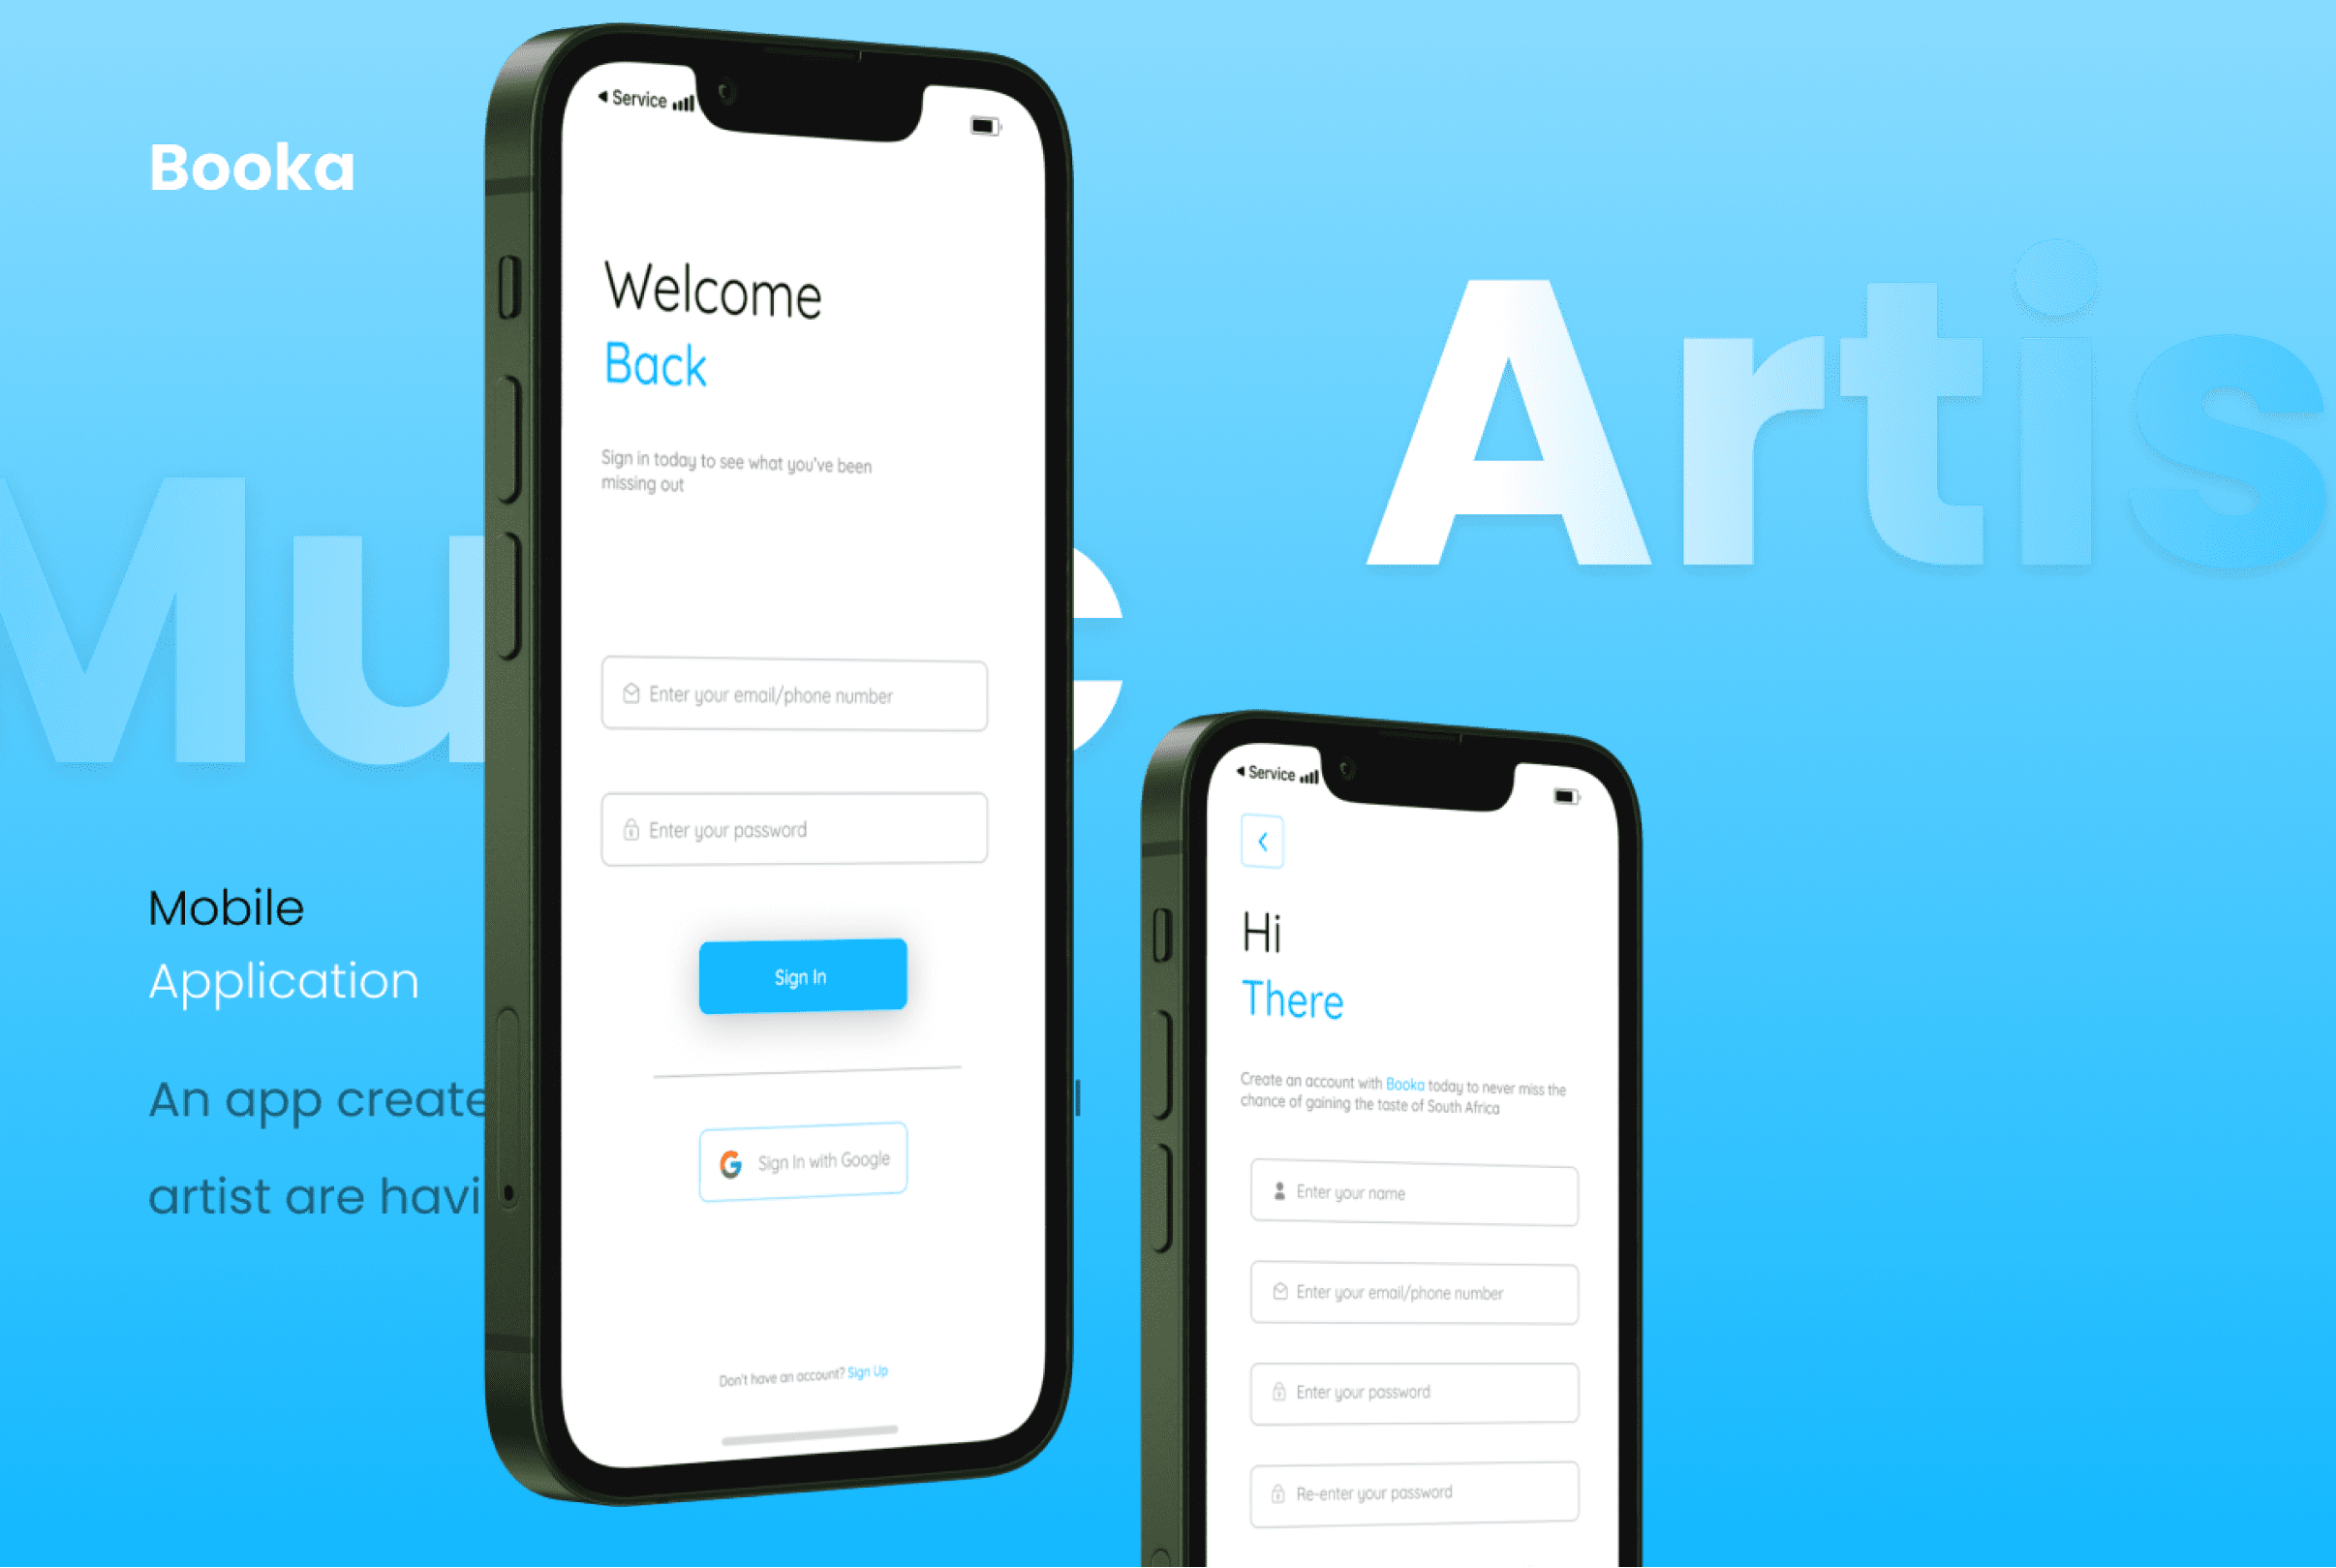 Booka
Artis
Mu
c
Mobile
Application
An app create
artist are havi
Service
Welcome
Back
Sign in today to see what you've been
missing out
Enter your email/phone number
Enter your password
Sign In
Sign In with Google
Don't have an account? Sign Up
Service
Hi
There
Create an account with Booka today to never miss the
chance of gaining the taste of South Africa
Enter your name
Enter your email/phone number
Enter your password
Re-enter your password